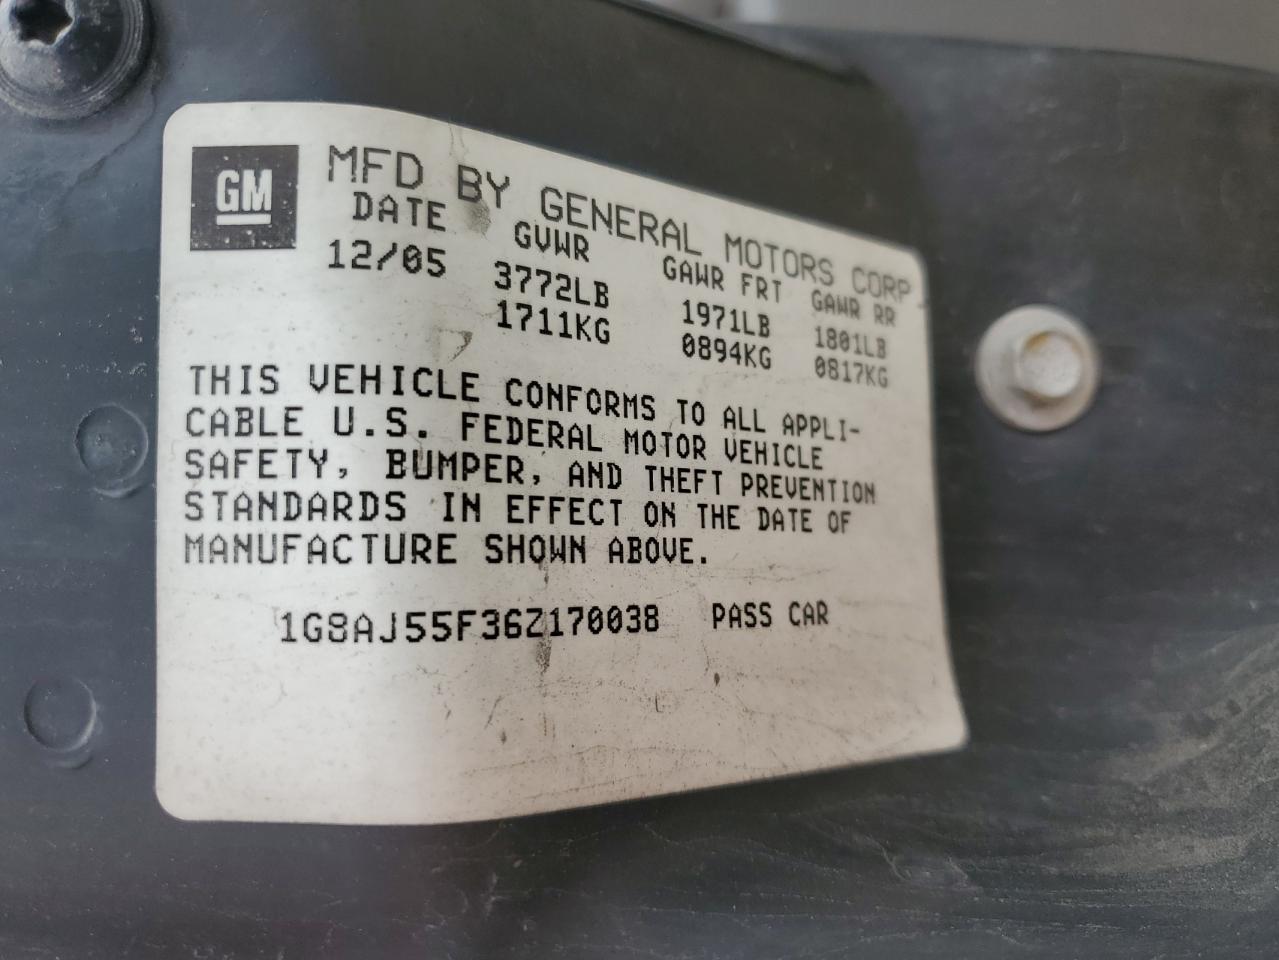 GM
MFD BY GENERAL MOTORS CORP
DATE GVWR GAWR FRT GAWR RR
12/05 3772LB 1971LB 1801LB
1711KG 0894KG 0817KG
THIS VEHICLE CONFORMS TO ALL APPLI-
CABLE U.S. FEDERAL MOTOR VEHICLE
SAFETY, BUMPER, AND THEFT PREVENTION
STANDARDS IN EFFECT ON THE DATE OF
MANUFACTURE SHOWN ABOVE.
1G8AJ55F36Z170038 PASS CAR